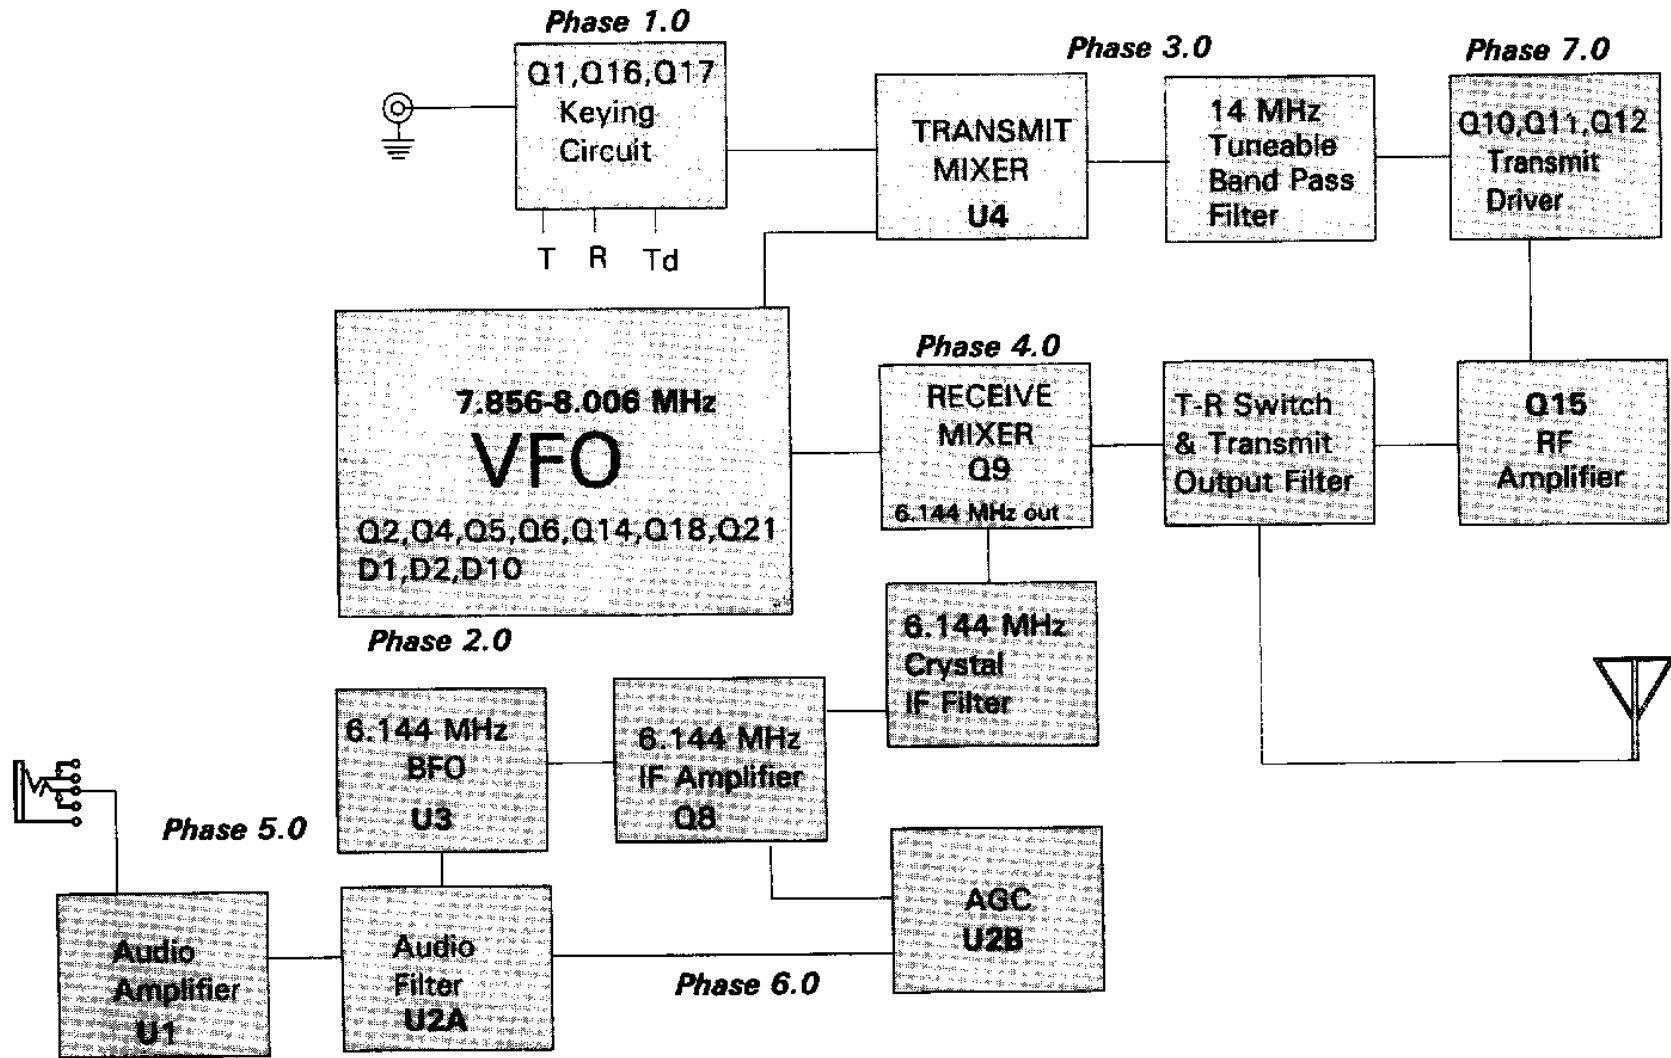 Phase 1.0
Q1,Q16,Q17
Keying
Circuit
T R Td
TRANSMIT
MIXER
U4
Phase 3.0
14 MHz
Tuneable
Band Pass
Filter
Phase 7.0
Q10,Q11,Q12
Transmit
Driver
7.856-8.006 MHz
VFO
Q2,Q4,Q5,Q6,Q14,Q18,Q21
D1,D2,D10
Phase 2.0
Phase 4.0
RECEIVE
MIXER
Q9
6.144 MHz out
T-R Switch
& Transmit
Output Filter
Q15
RF
Amplifier
6.144 MHz
Crystal
IF Filter
6.144 MHz
BFO
U3
6.144 MHz
IF Amplifier
Q8
Phase 5.0
Audio
Amplifier
U1
Audio
Filter
U2A
Phase 6.0
AGC
U2B